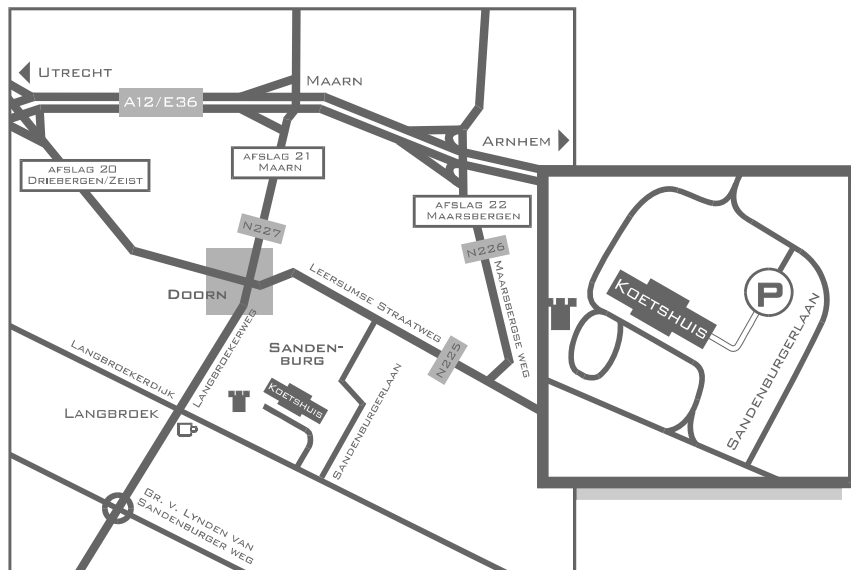 UTRECHT
MAARN
A12/E36
ARNHEM
AFSLAG 20
DRIEBERGEN/ZEIST
AFSLAG 21
MAARN
AFSLAG 22
MAARSBERGEN
N227
N226
MAARSBERGSE WEG
DOORN
LEERSUMSE STRAATWEG
N225
LANGBROEKERWEG
SANDEN-
BURG
LANGBROEKERDIJK
KOETSHUIS
SANDENBURGERLAAN
LANGBROEK
GR. V. LYNDEN VAN
SANDENBURGER WEG
KOETSHUIS
P
SANDENBURGERLAAN